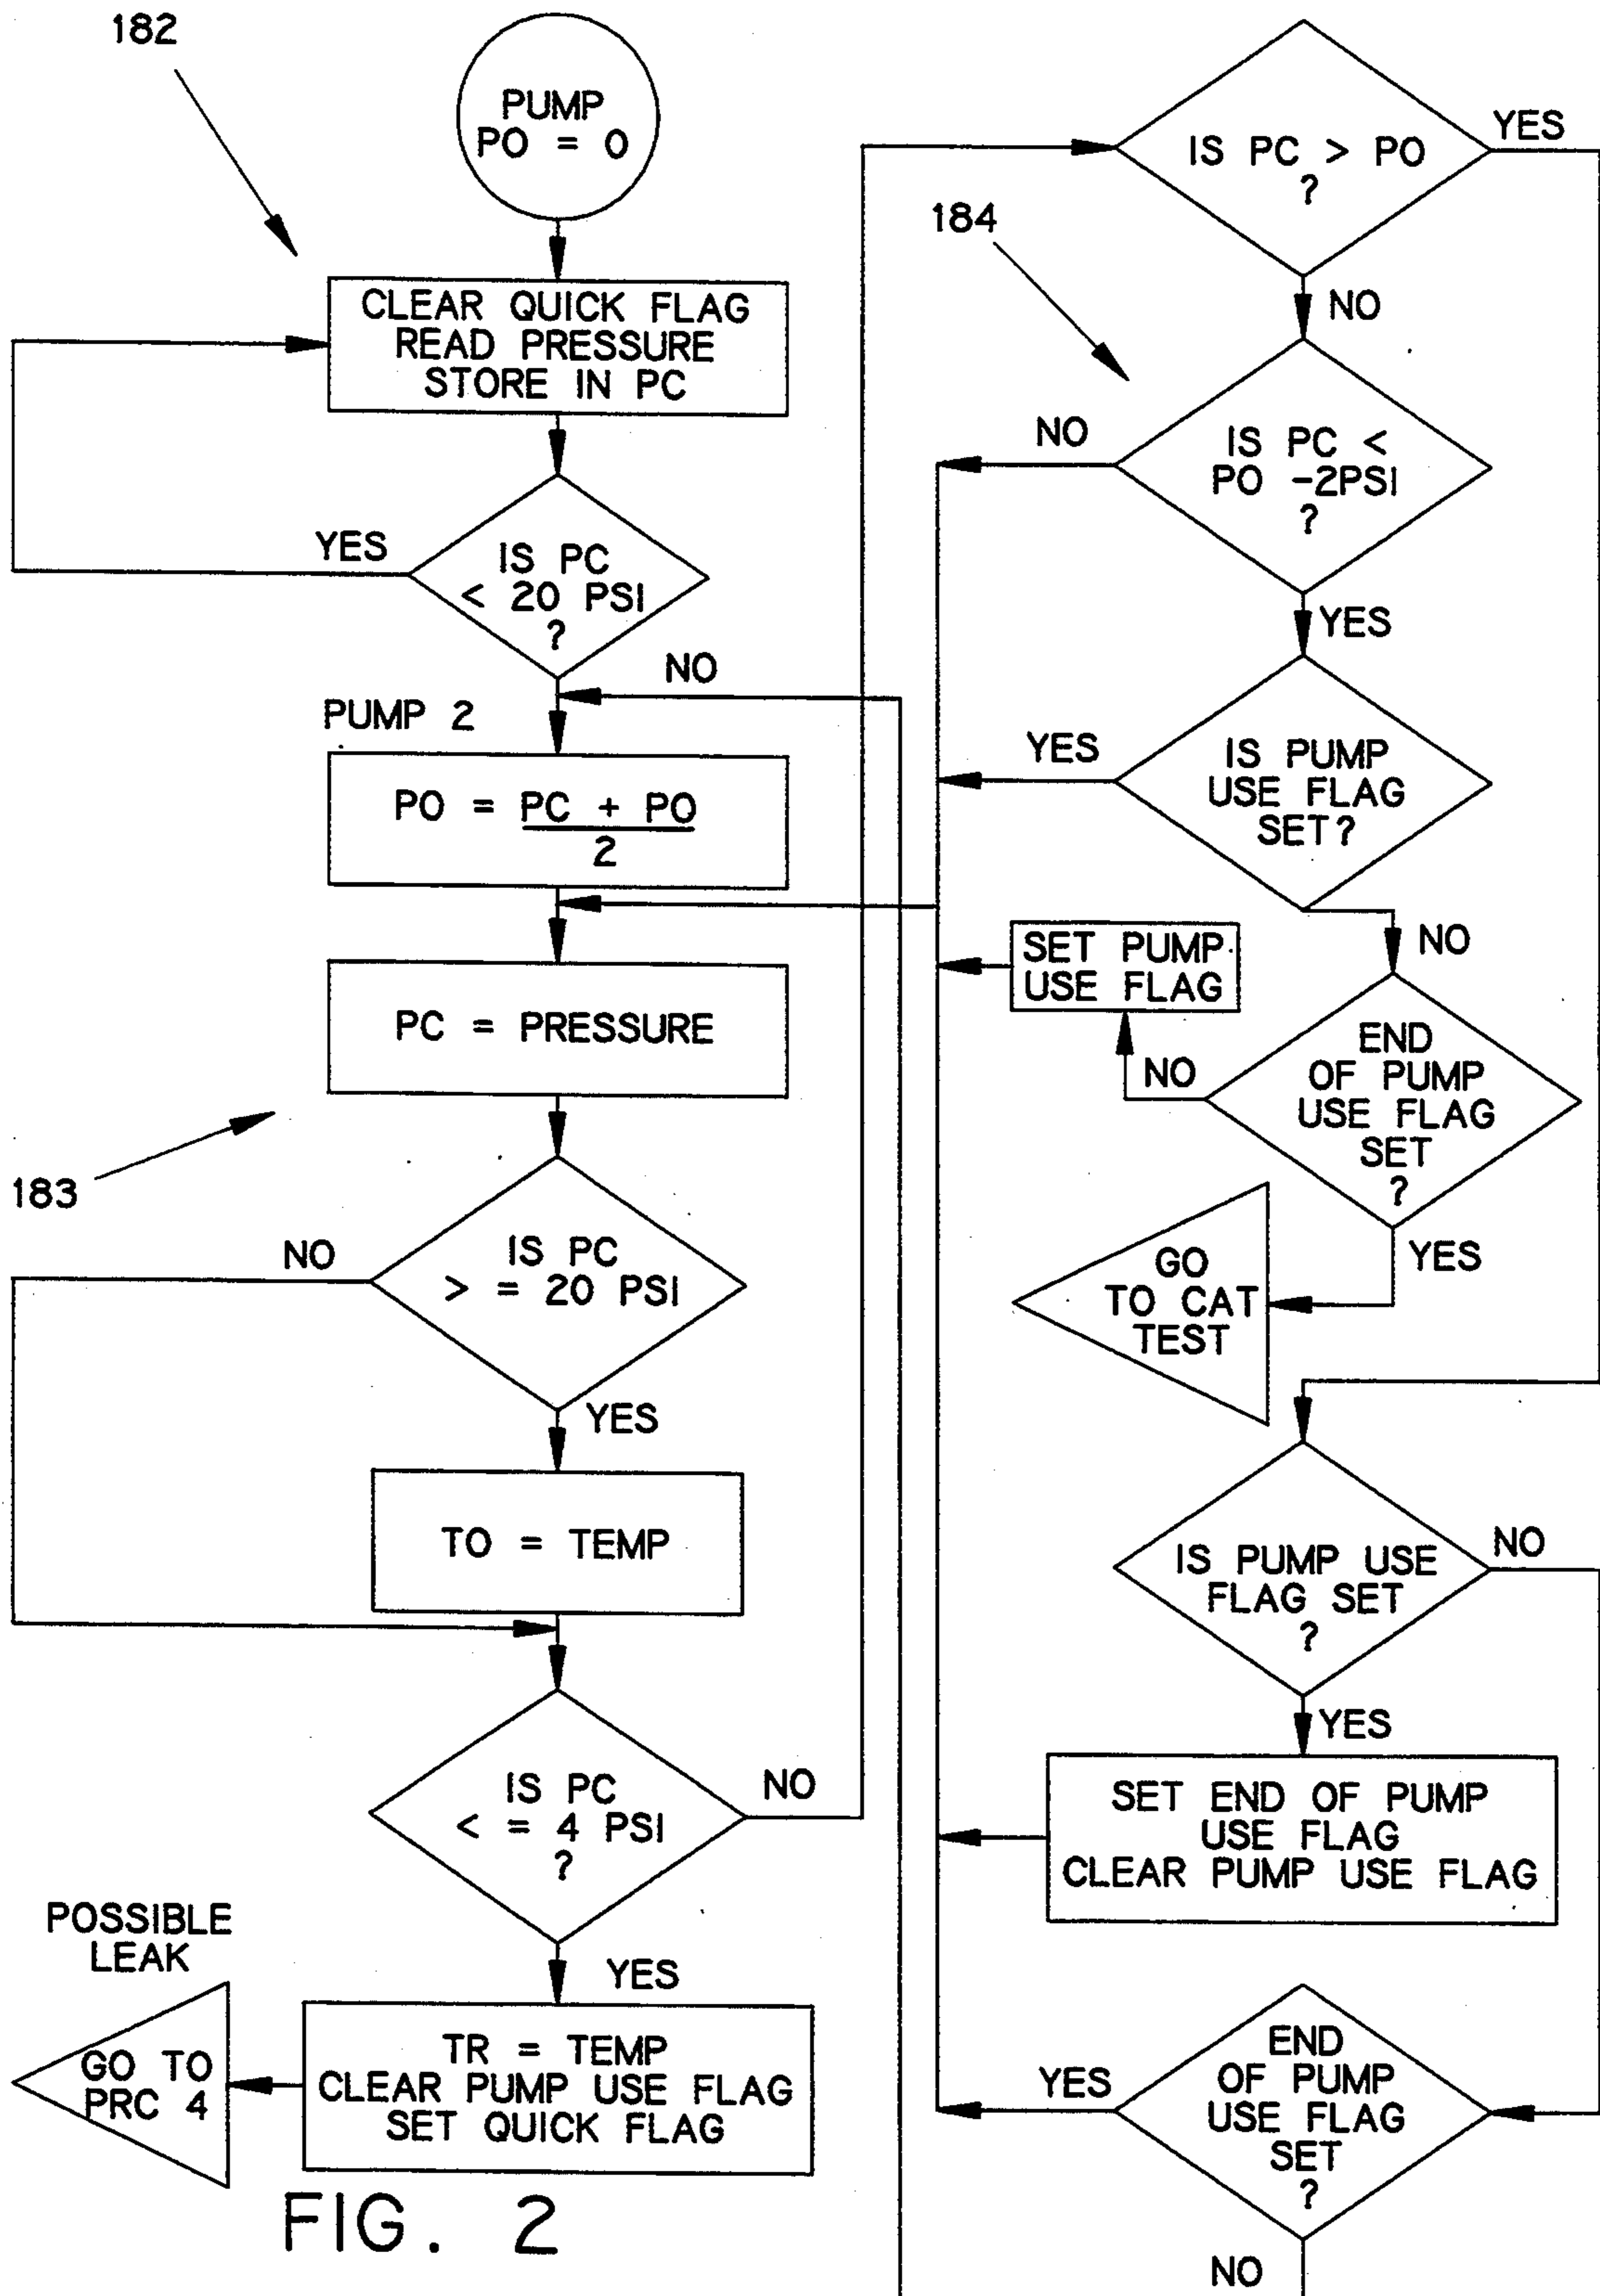 182
PUMP
PO = 0
CLEAR QUICK FLAG
READ PRESSURE
STORE IN PC
YES
IS PC
< 20 PSI
?
NO
PUMP 2
PO = PC + PO
2
PC = PRESSURE
183
NO
IS PC
> = 20 PSI
YES
TO = TEMP
IS PC
< = 4 PSI
?
NO
POSSIBLE
LEAK
YES
TR = TEMP
CLEAR PUMP USE FLAG
SET QUICK FLAG
GO TO
PRC 4
FIG. 2
IS PC > PO
?
YES
184
NO
NO
IS PC <
PO -2PSI
?
YES
YES
IS PUMP
USE FLAG
SET?
NO
SET PUMP
USE FLAG
NO
END
OF PUMP
USE FLAG
SET
?
YES
GO
TO CAT
TEST
IS PUMP USE
FLAG SET
?
NO
YES
SET END OF PUMP
USE FLAG
CLEAR PUMP USE FLAG
YES
END
OF PUMP
USE FLAG
SET
?
NO